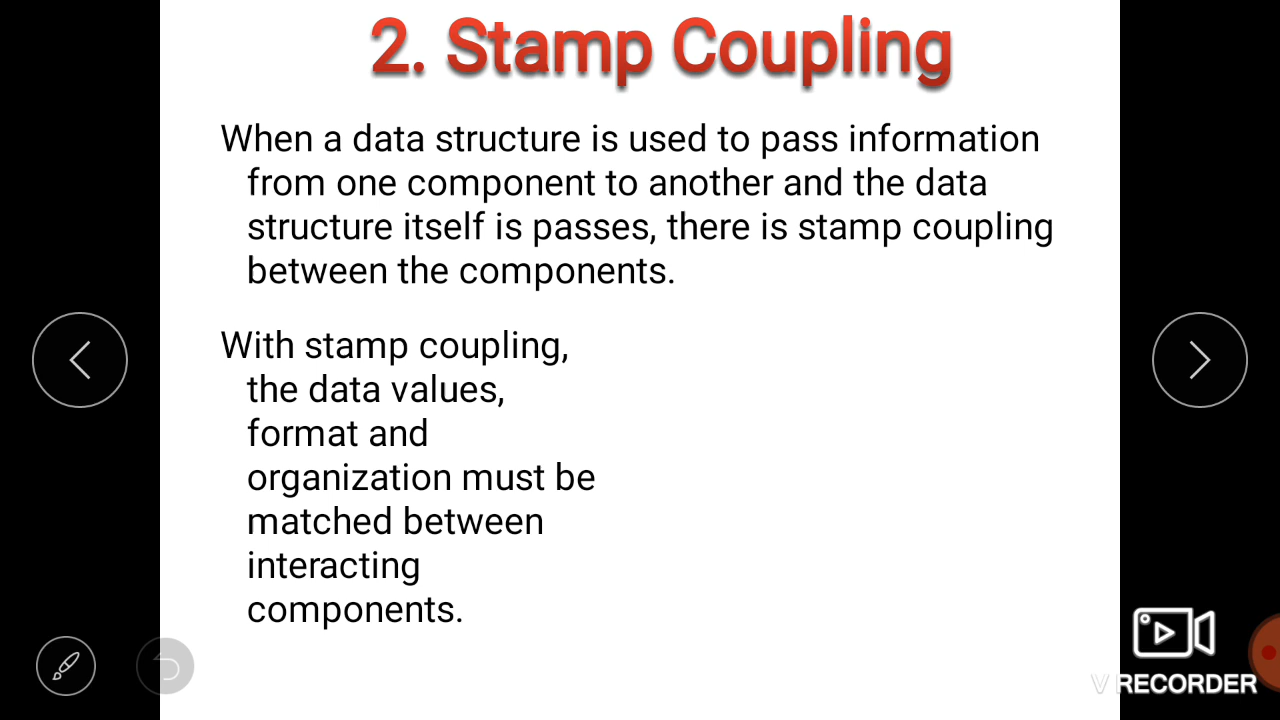 2. Stamp Coupling
When a data structure is used to pass information
from one component to another and the data
structure itself is passes, there is stamp coupling
between the components.
With stamp coupling,
the data values,
format and
organization must be
matched between
interacting
components.
V RECORDER